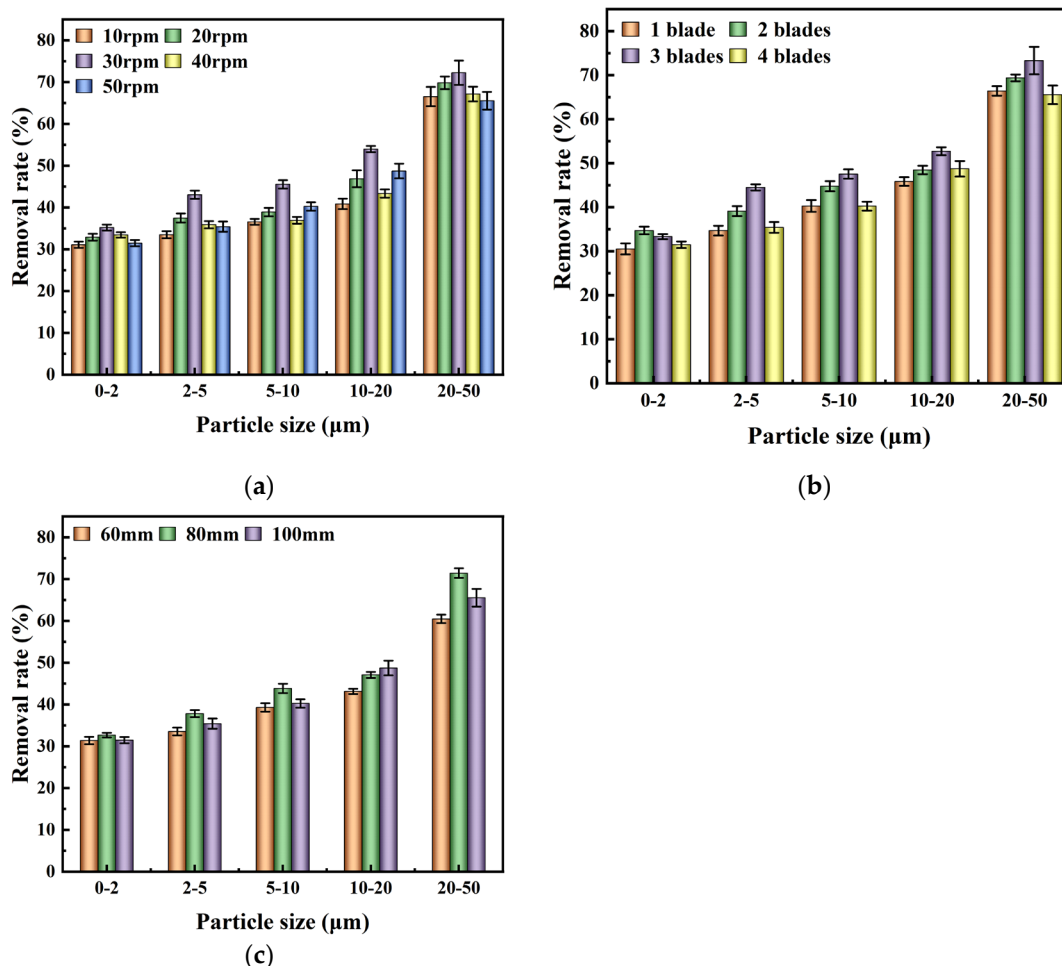 10rpm 20rpm
30rpm 40rpm
50rpm
Removal rate (%)
80
70
60
50
40
30
20
10
0
0-2 2-5 5-10 10-20 20-50
Particle size (μm)
(a)
1 blade 2 blades
3 blades 4 blades
Removal rate (%)
80
70
60
50
40
30
20
10
0
0-2 2-5 5-10 10-20 20-50
Particle size (μm)
(b)
60mm 80mm 100mm
Removal rate (%)
80
70
60
50
40
30
20
10
0
0-2 2-5 5-10 10-20 20-50
Particle size (μm)
(c)